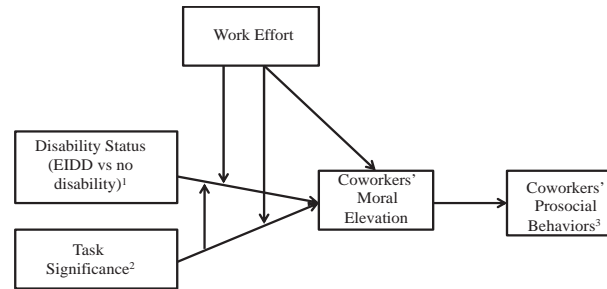 Work Effort
Disability Status
(EIDD vs no
disability)¹
Coworkers’
Moral
Elevation
Coworkers’
Prosocial
Behaviors³
Task
Significance²